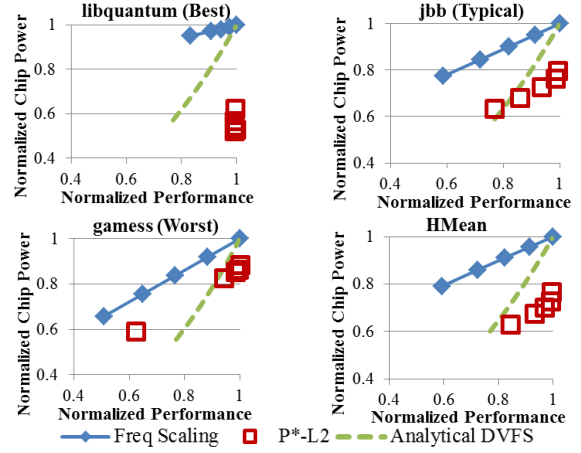 libquantum (Best)
Normalized Chip Power
1
0.8
0.6
0.4
0.4 0.6 0.8 1
Normalized Performance
jbb (Typical)
Normalized Chip Power
1
0.8
0.6
0.4
0.4 0.6 0.8 1
Normalized Performance
gamess (Worst)
Normalized Chip Power
1
0.8
0.6
0.4
0.4 0.6 0.8 1
Normalized Performance
HMean
Normalized Chip Power
1
0.8
0.6
0.4
0.4 0.6 0.8 1
Normalized Performance
Freq Scaling P*-L2 Analytical DVFS